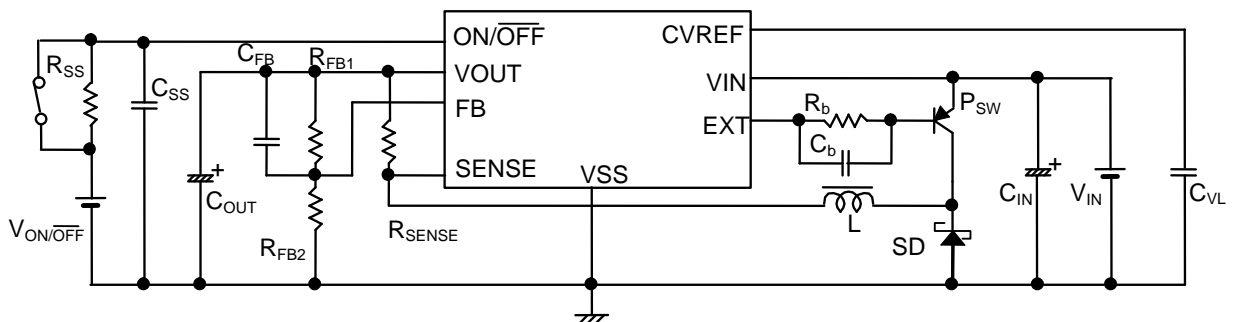 ON/OFF
VOUT
FB
SENSE
VSS
CVREF
VIN
EXT
RSS
CSS
CFB
RFB1
+
COUT
RFB2
RSENSE
VON/OFF
Rb
Cb
PSW
L
SD
+
CIN
VIN
CVL